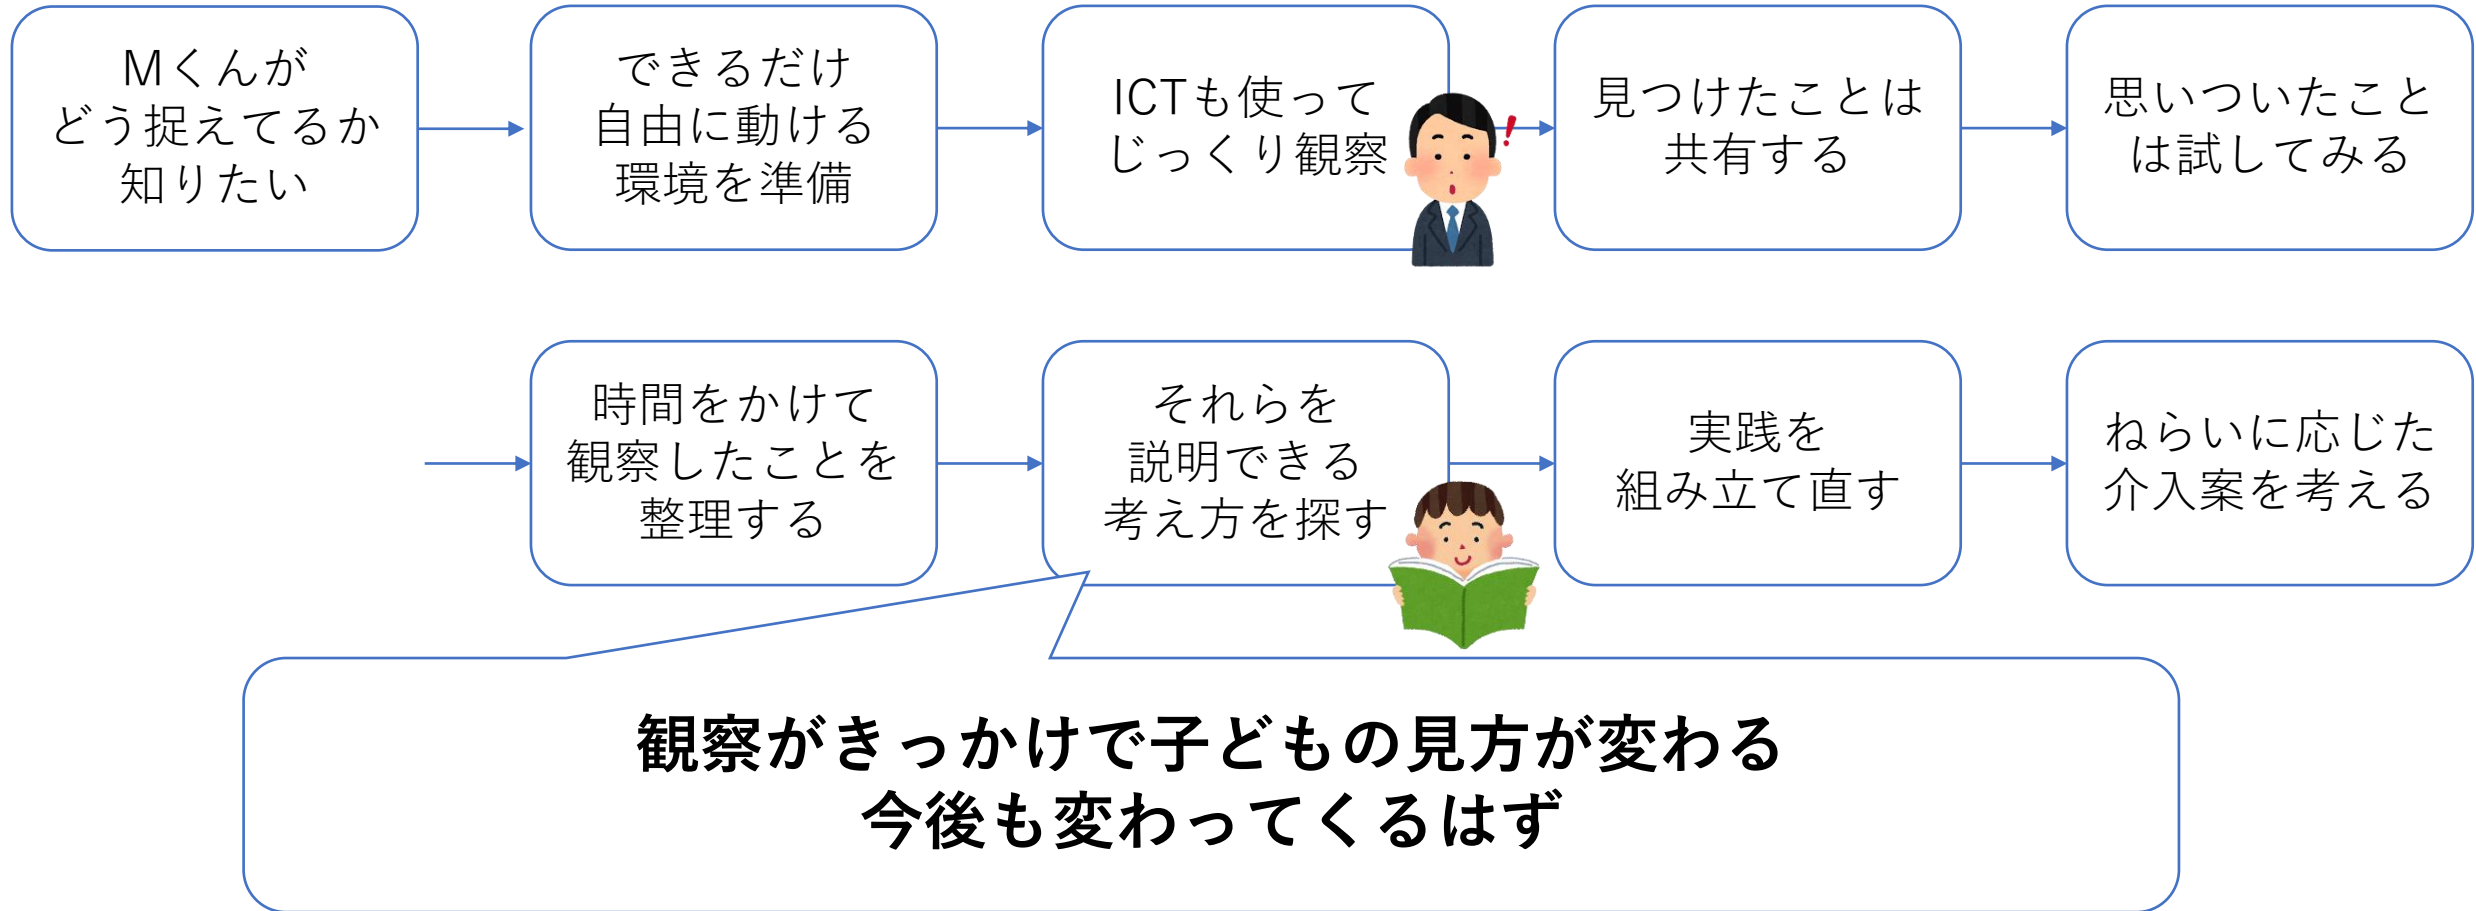 Mくんが
どう捉えてるか
知りたい
できるだけ
自由に動ける
環境を準備
ICTも使って
じっくり観察
見つけたことは
共有する
思いついたこと
は試してみる
時間をかけて
観察したことを
整理する
それらを
説明できる
考え方を探す
実践を
組み立て直す
ねらいに応じた
介入案を考える
観察がきっかけで子どもの見方が変わる
今後も変わってくるはず